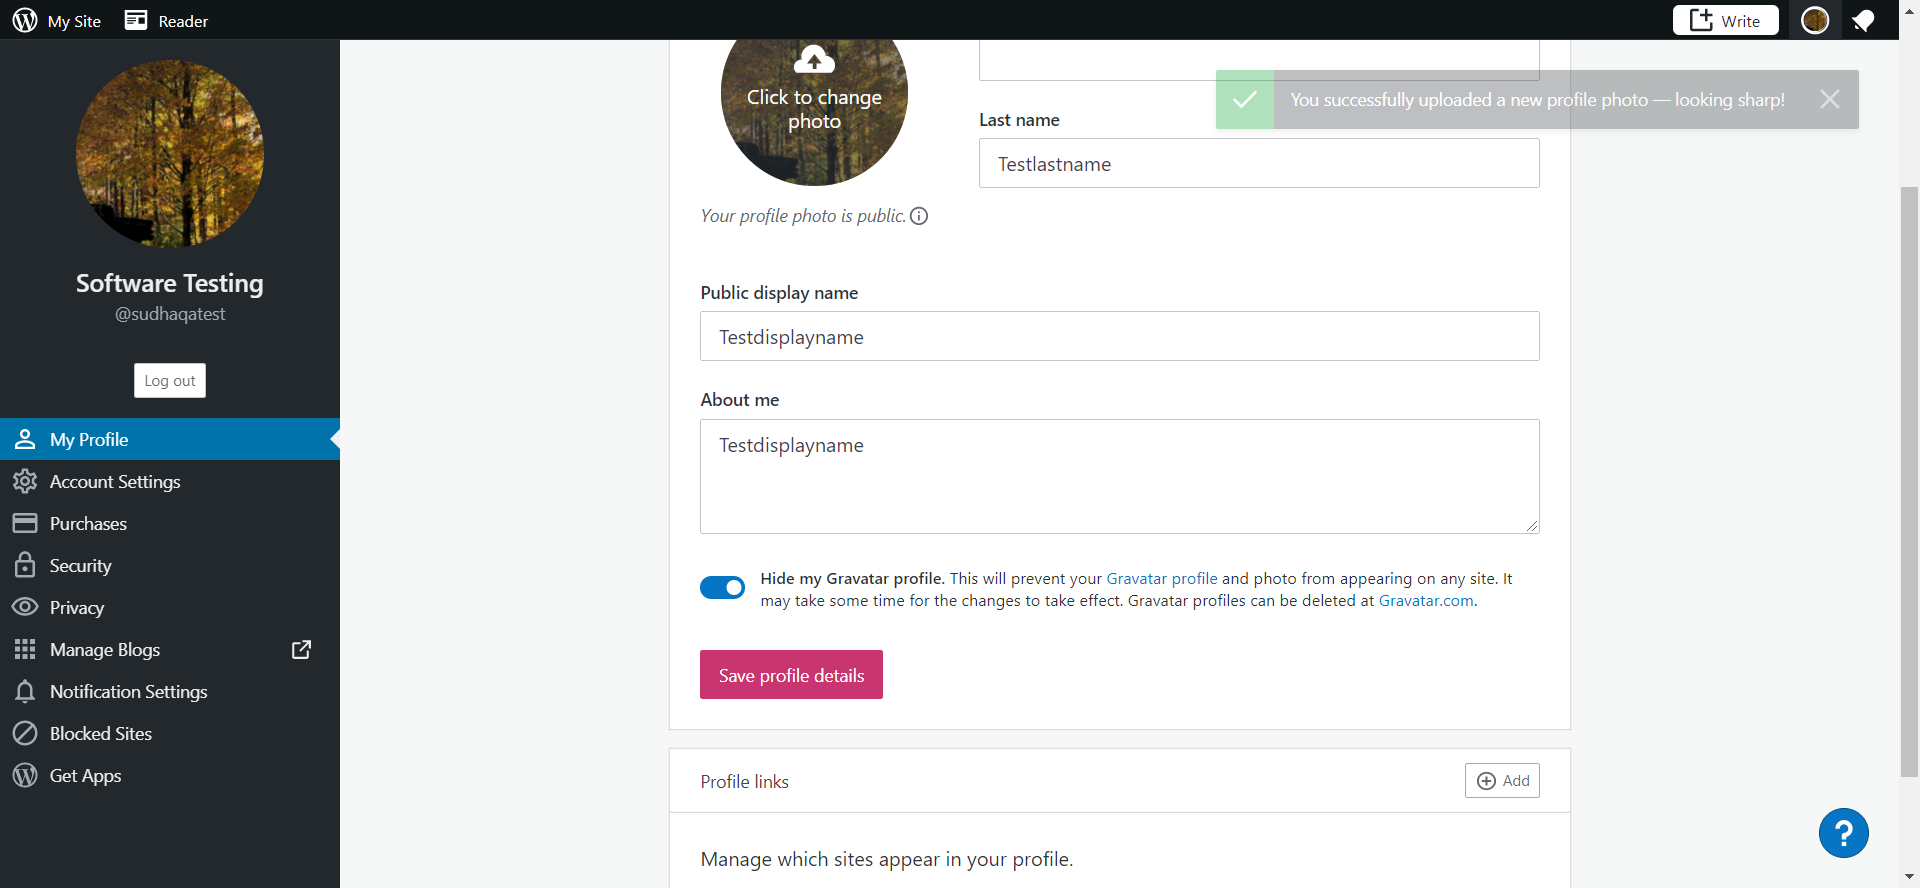 My Site
Reader
Write
Software Testing
@sudhaqatest
Log out
My Profile
Account Settings
Purchases
Security
Privacy
Manage Blogs
Notification Settings
Blocked Sites
Get Apps
Click to change
photo
Your profile photo is public.
You successfully uploaded a new profile photo — looking sharp!
Last name
Testlastname
Public display name
Testdisplayname
About me
Testdisplayname
Hide my Gravatar profile. This will prevent your Gravatar profile and photo from appearing on any site. It
may take some time for the changes to take effect. Gravatar profiles can be deleted at Gravatar.com.
Save profile details
Profile links
Add
Manage which sites appear in your profile.
?